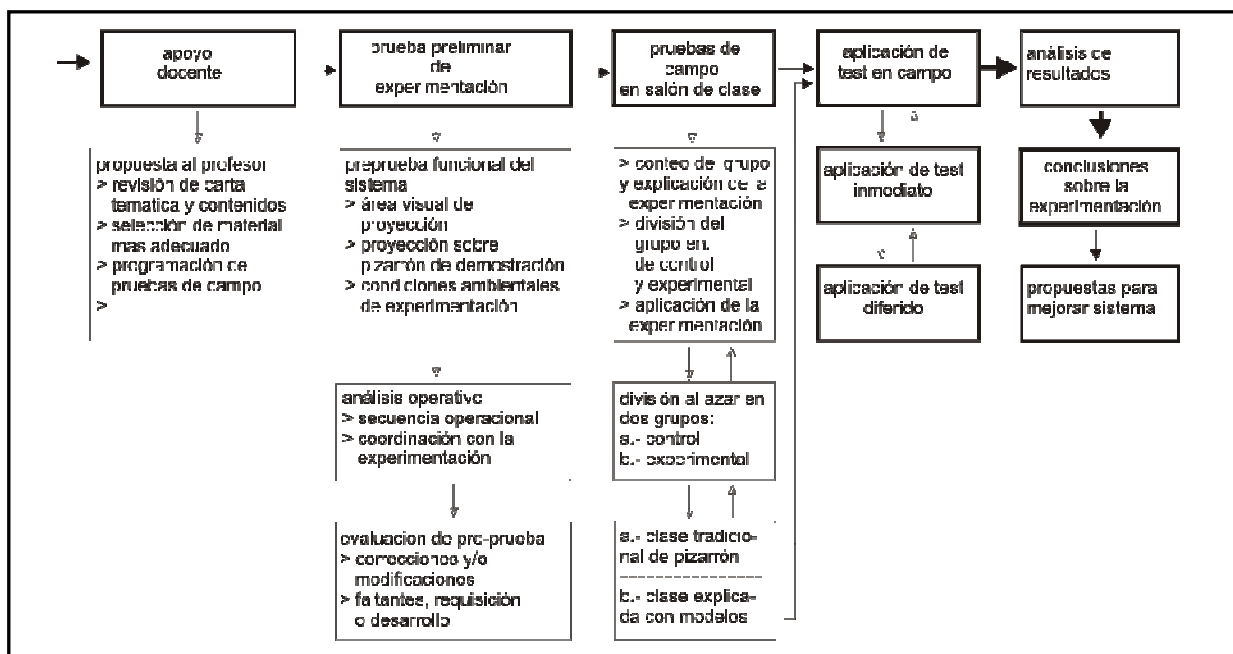 apoyo
docente
prueba preliminar
de
experimentación
pruebas de
campo
en salón de clase
aplicación de
test en campo
análisis de
resultados
propuesta al profesor
> revisión de carta
tematica y contenidos
> selección de material
mas adecuado
> programación de
pruebas de campo
>
preprueba funcional del
sistema
> área visual de
proyección
> proyección sobre
pizarrón de demostración
> condiciones ambientales
de experimentación
> conteo de grupo
y explicación de la
experimentación
> división del
grupo en:
de control
y experimental
> aplicación de la
experimentación
aplicación de test
inmediato
conclusiones
sobre la
experimentación
aplicación de test
diferido
propuestas para
mejorar sistema
análisis operativo
> secuencia operacional
> coordinación con la
experimentación
división al azar en
dos grupos:
a.- control
b.- experimental
evaluacion de pre-prueba
> correcciones y/o
modificaciones
> faltantes, requisición
o desarrollo
a.- clase tradicio-
nal de pizarrón
b.- clase explica-
da con modelos